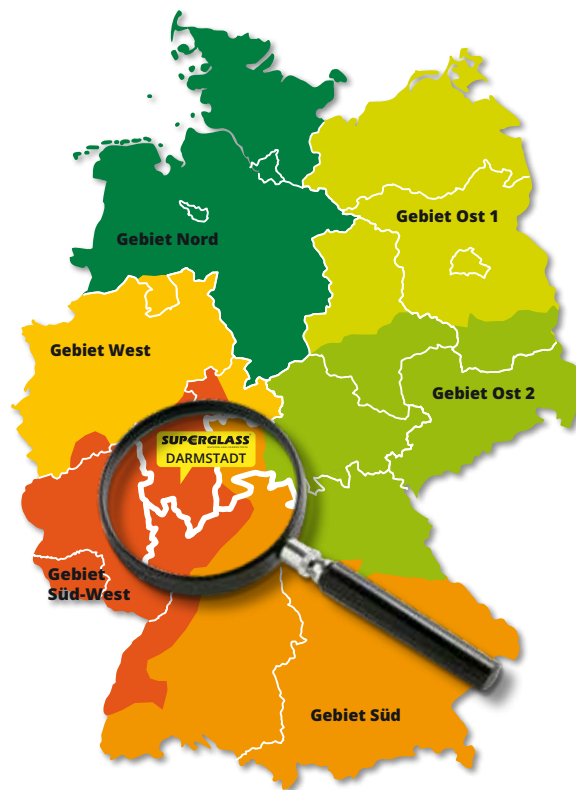 Gebiet Ost 1
Gebiet Nord
Gebiet West
Gebiet Ost 2
SUPERGLASS
DARMSTADT
Gebiet
Süd-West
Gebiet Süd